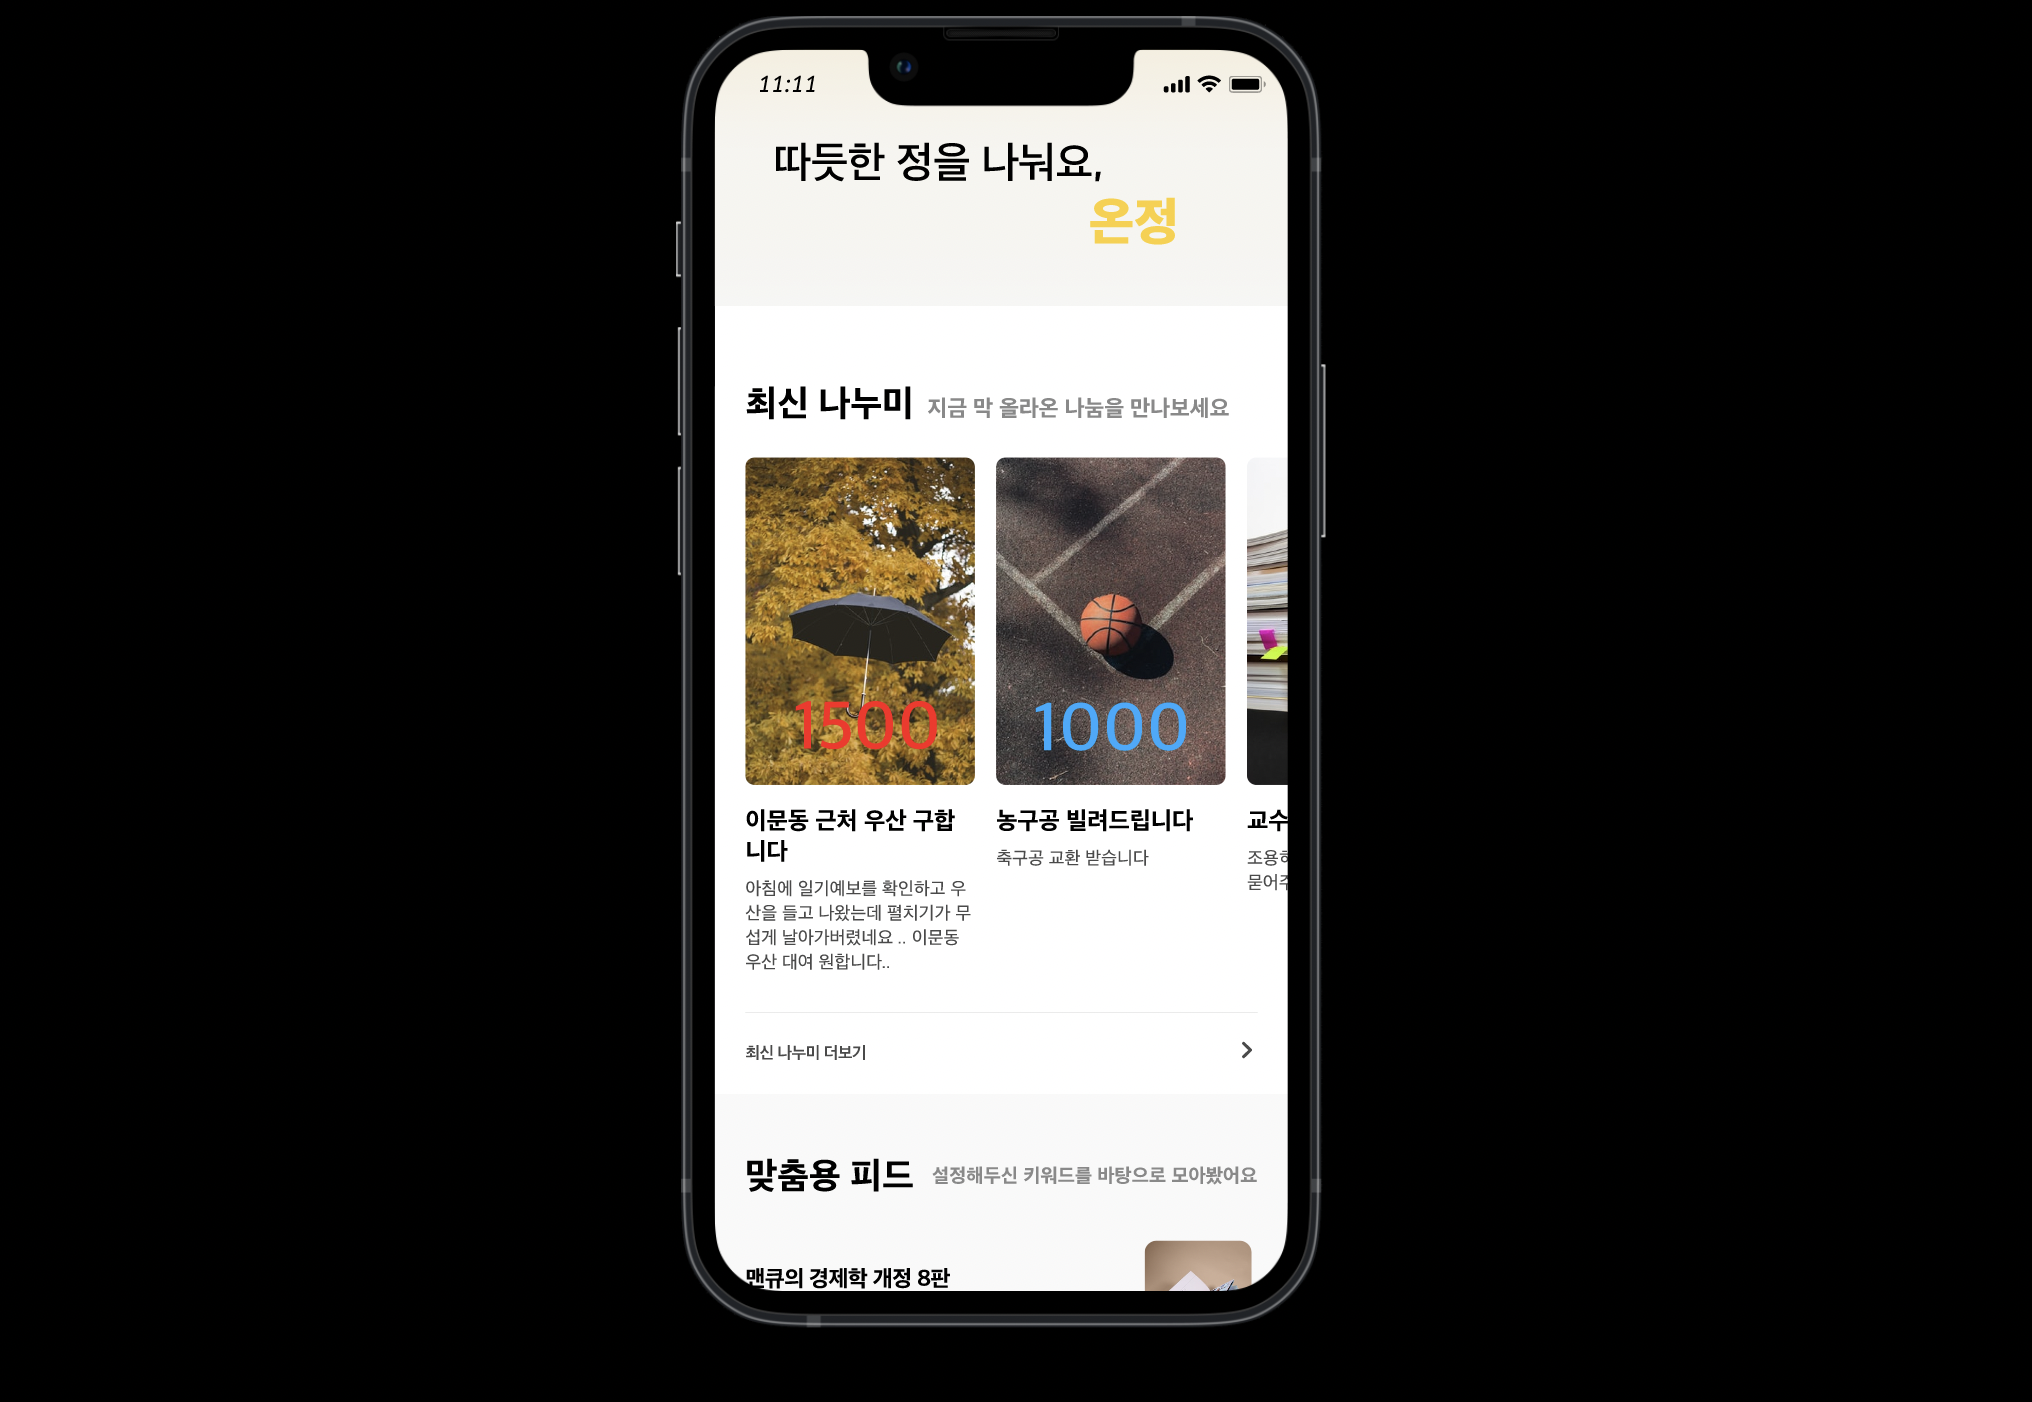 11:11
따듯한 정을 나눠요,
온정
최신 나누미 지금 막 올라온 나눔을 만나보세요
1500
1000
이문동 근처 우산 구합
니다
아침에 일기예보를 확인하고 우
산을 들고 나왔는데 펼치기가 무
섭게 날아가버렸네요 .. 이문동
우산 대여 원합니다..
농구공 빌려드립니다
축구공 교환 받습니다
교수
조용히
묻어주
최신 나누미 더보기
맞춤용 피드 설정해두신 키워드를 바탕으로 모아봤어요
맨큐의 경제학 개정 8판